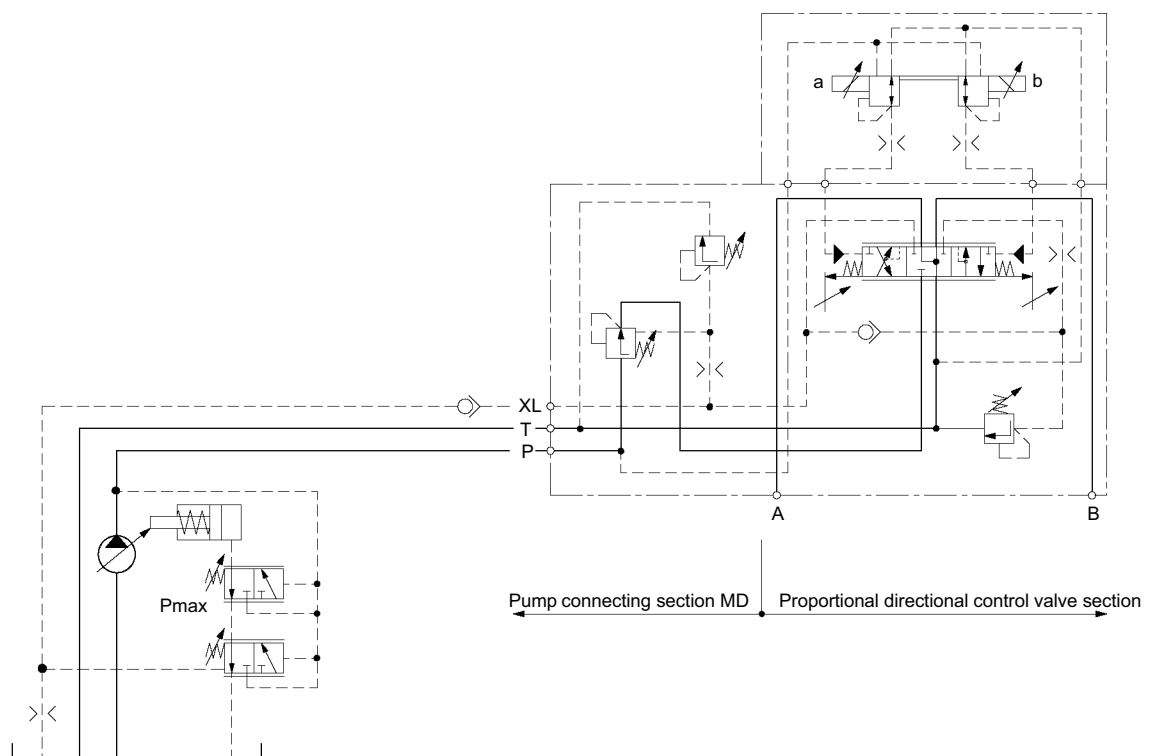 a
b
XL
T
P
A
B
Pump connecting section MD
Proportional directional control valve section
Pmax